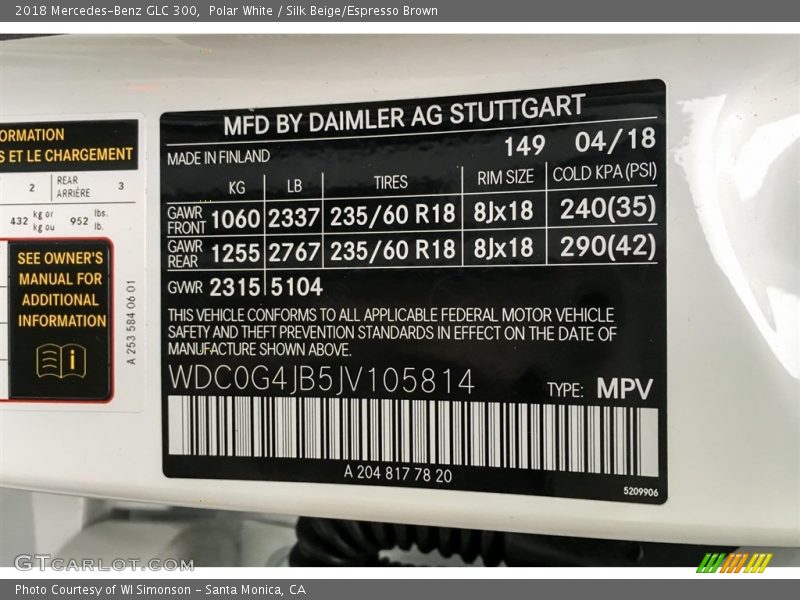 2018 Mercedes-Benz GLC 300,  Polar White / Silk Beige/Espresso Brown
ORMATION
S ET LE CHARGEMENT
2 REAR ARRIÈRE 3
432 kg or kg ou 952 lbs. lb.
SEE OWNER'S
MANUAL FOR
ADDITIONAL
INFORMATION
A 253 584 06 01
MFD BY DAIMLER AG STUTTGART
MADE IN FINLAND 149 04/18
KG LB TIRES RIM SIZE COLD KPA (PSI)
GAWR FRONT 1060 2337 235/60 R18 8Jx18 240(35)
GAWR REAR 1255 2767 235/60 R18 8Jx18 290(42)
GVWR 2315 5104
THIS VEHICLE CONFORMS TO ALL APPLICABLE FEDERAL MOTOR VEHICLE
SAFETY AND THEFT PREVENTION STANDARDS IN EFFECT ON THE DATE OF
MANUFACTURE SHOWN ABOVE.
WDC0G4JB5JV105814 TYPE: MPV
A 204 817 78 20
5209906
GTCARLOT.COM
Photo Courtesy of WI Simonson - Santa Monica, CA